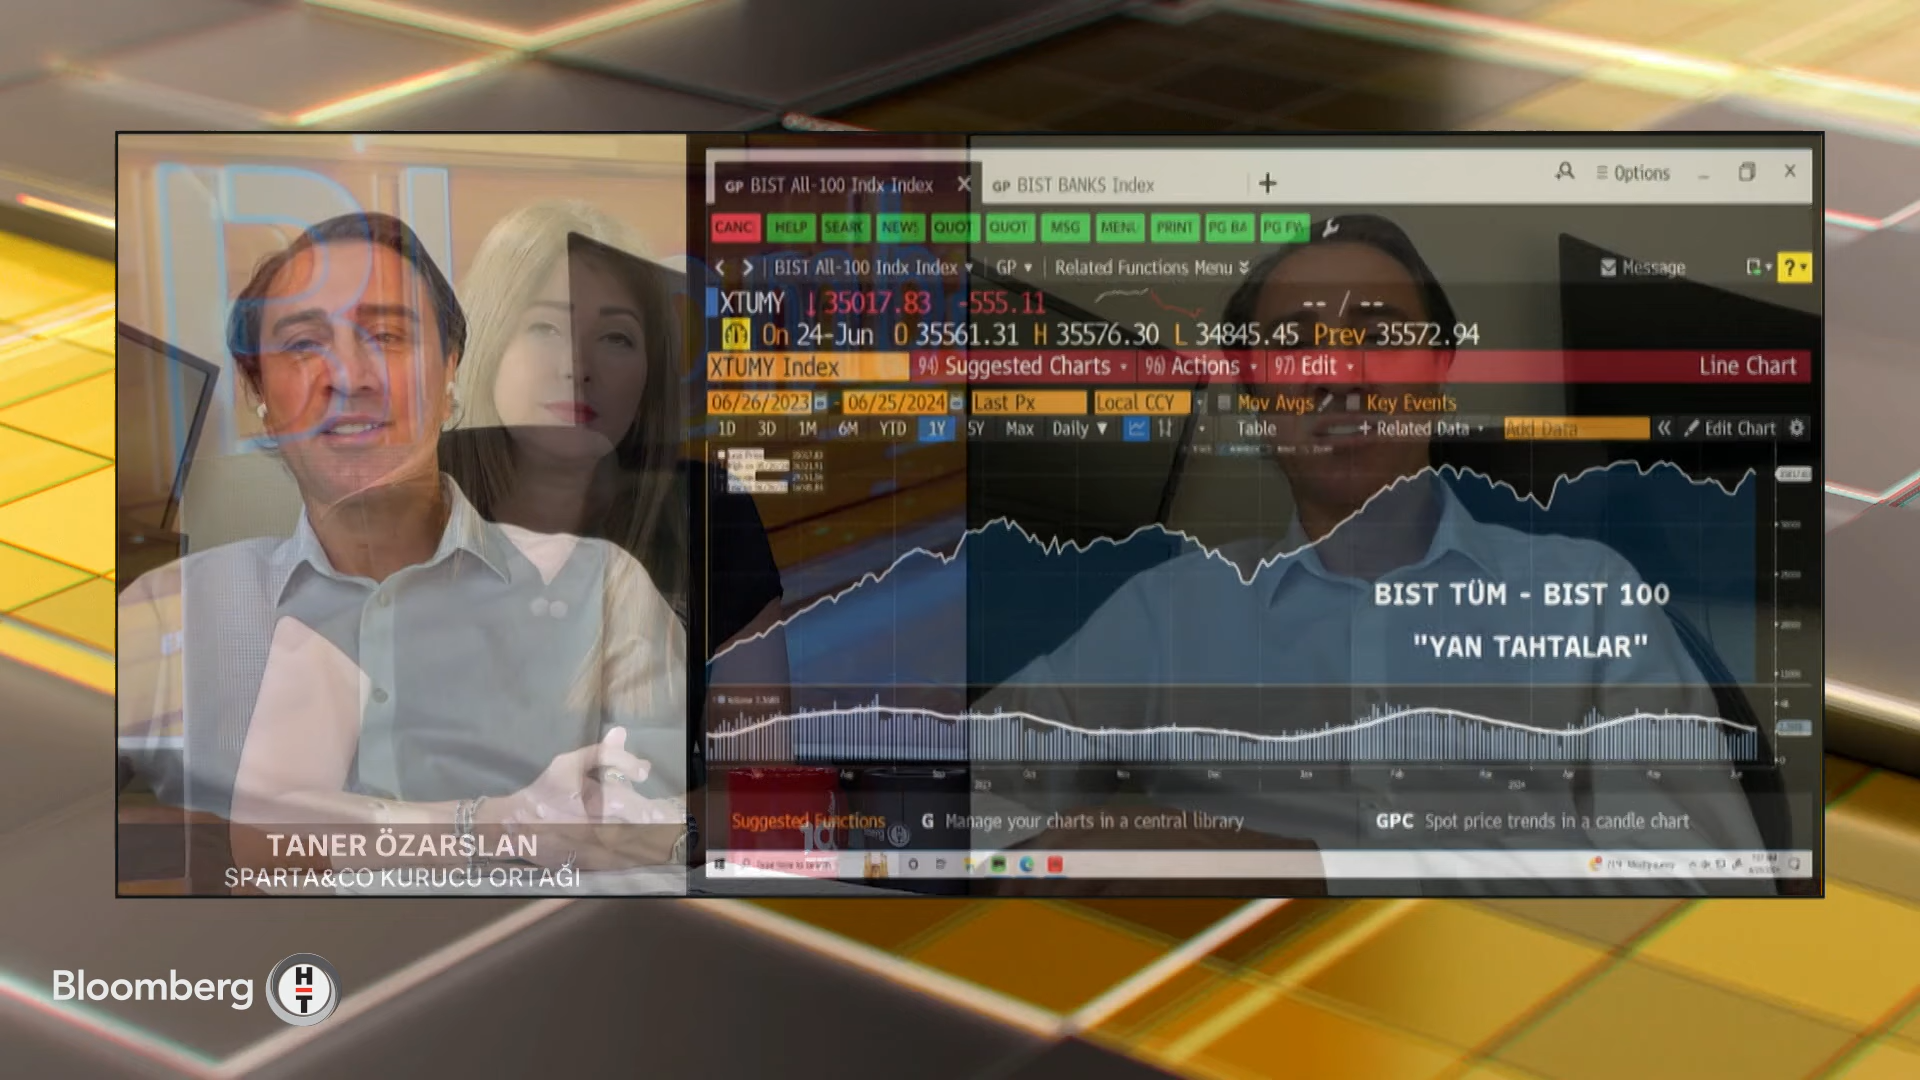 GP BIST All-100 Indx Index X GP BIST BANKS Index + Options
CANC HELP SEARK NEWS QUOT QUOT MSG MENU PRINT PG BA PG FW
BIST All-100 Indx Index GP Related Functions Menu Message ?
XTUMY ↓35017.83 -555.11 -- / --
On 24-Jun O 35561.31 H 35576.30 L 34845.45 Prev 35572.94
XTUMY Index 94) Suggested Charts 96) Actions 97) Edit Line Chart
06/26/2023 - 06/25/2024 Last Px Local CCY Mov Avgs Key Events
1D 3D 1M 6M YTD 1Y 5Y Max Daily Table + Related Data Add Data Edit Chart
BIST TÜM - BIST 100
"YAN TAHTALAR"
Suggested Functions G Manage your charts in a central library GPC Spot price trends in a candle chart
TANER ÖZARSLAN
SPARTA&CO KURUCU ORTAĞI
Bloomberg HT